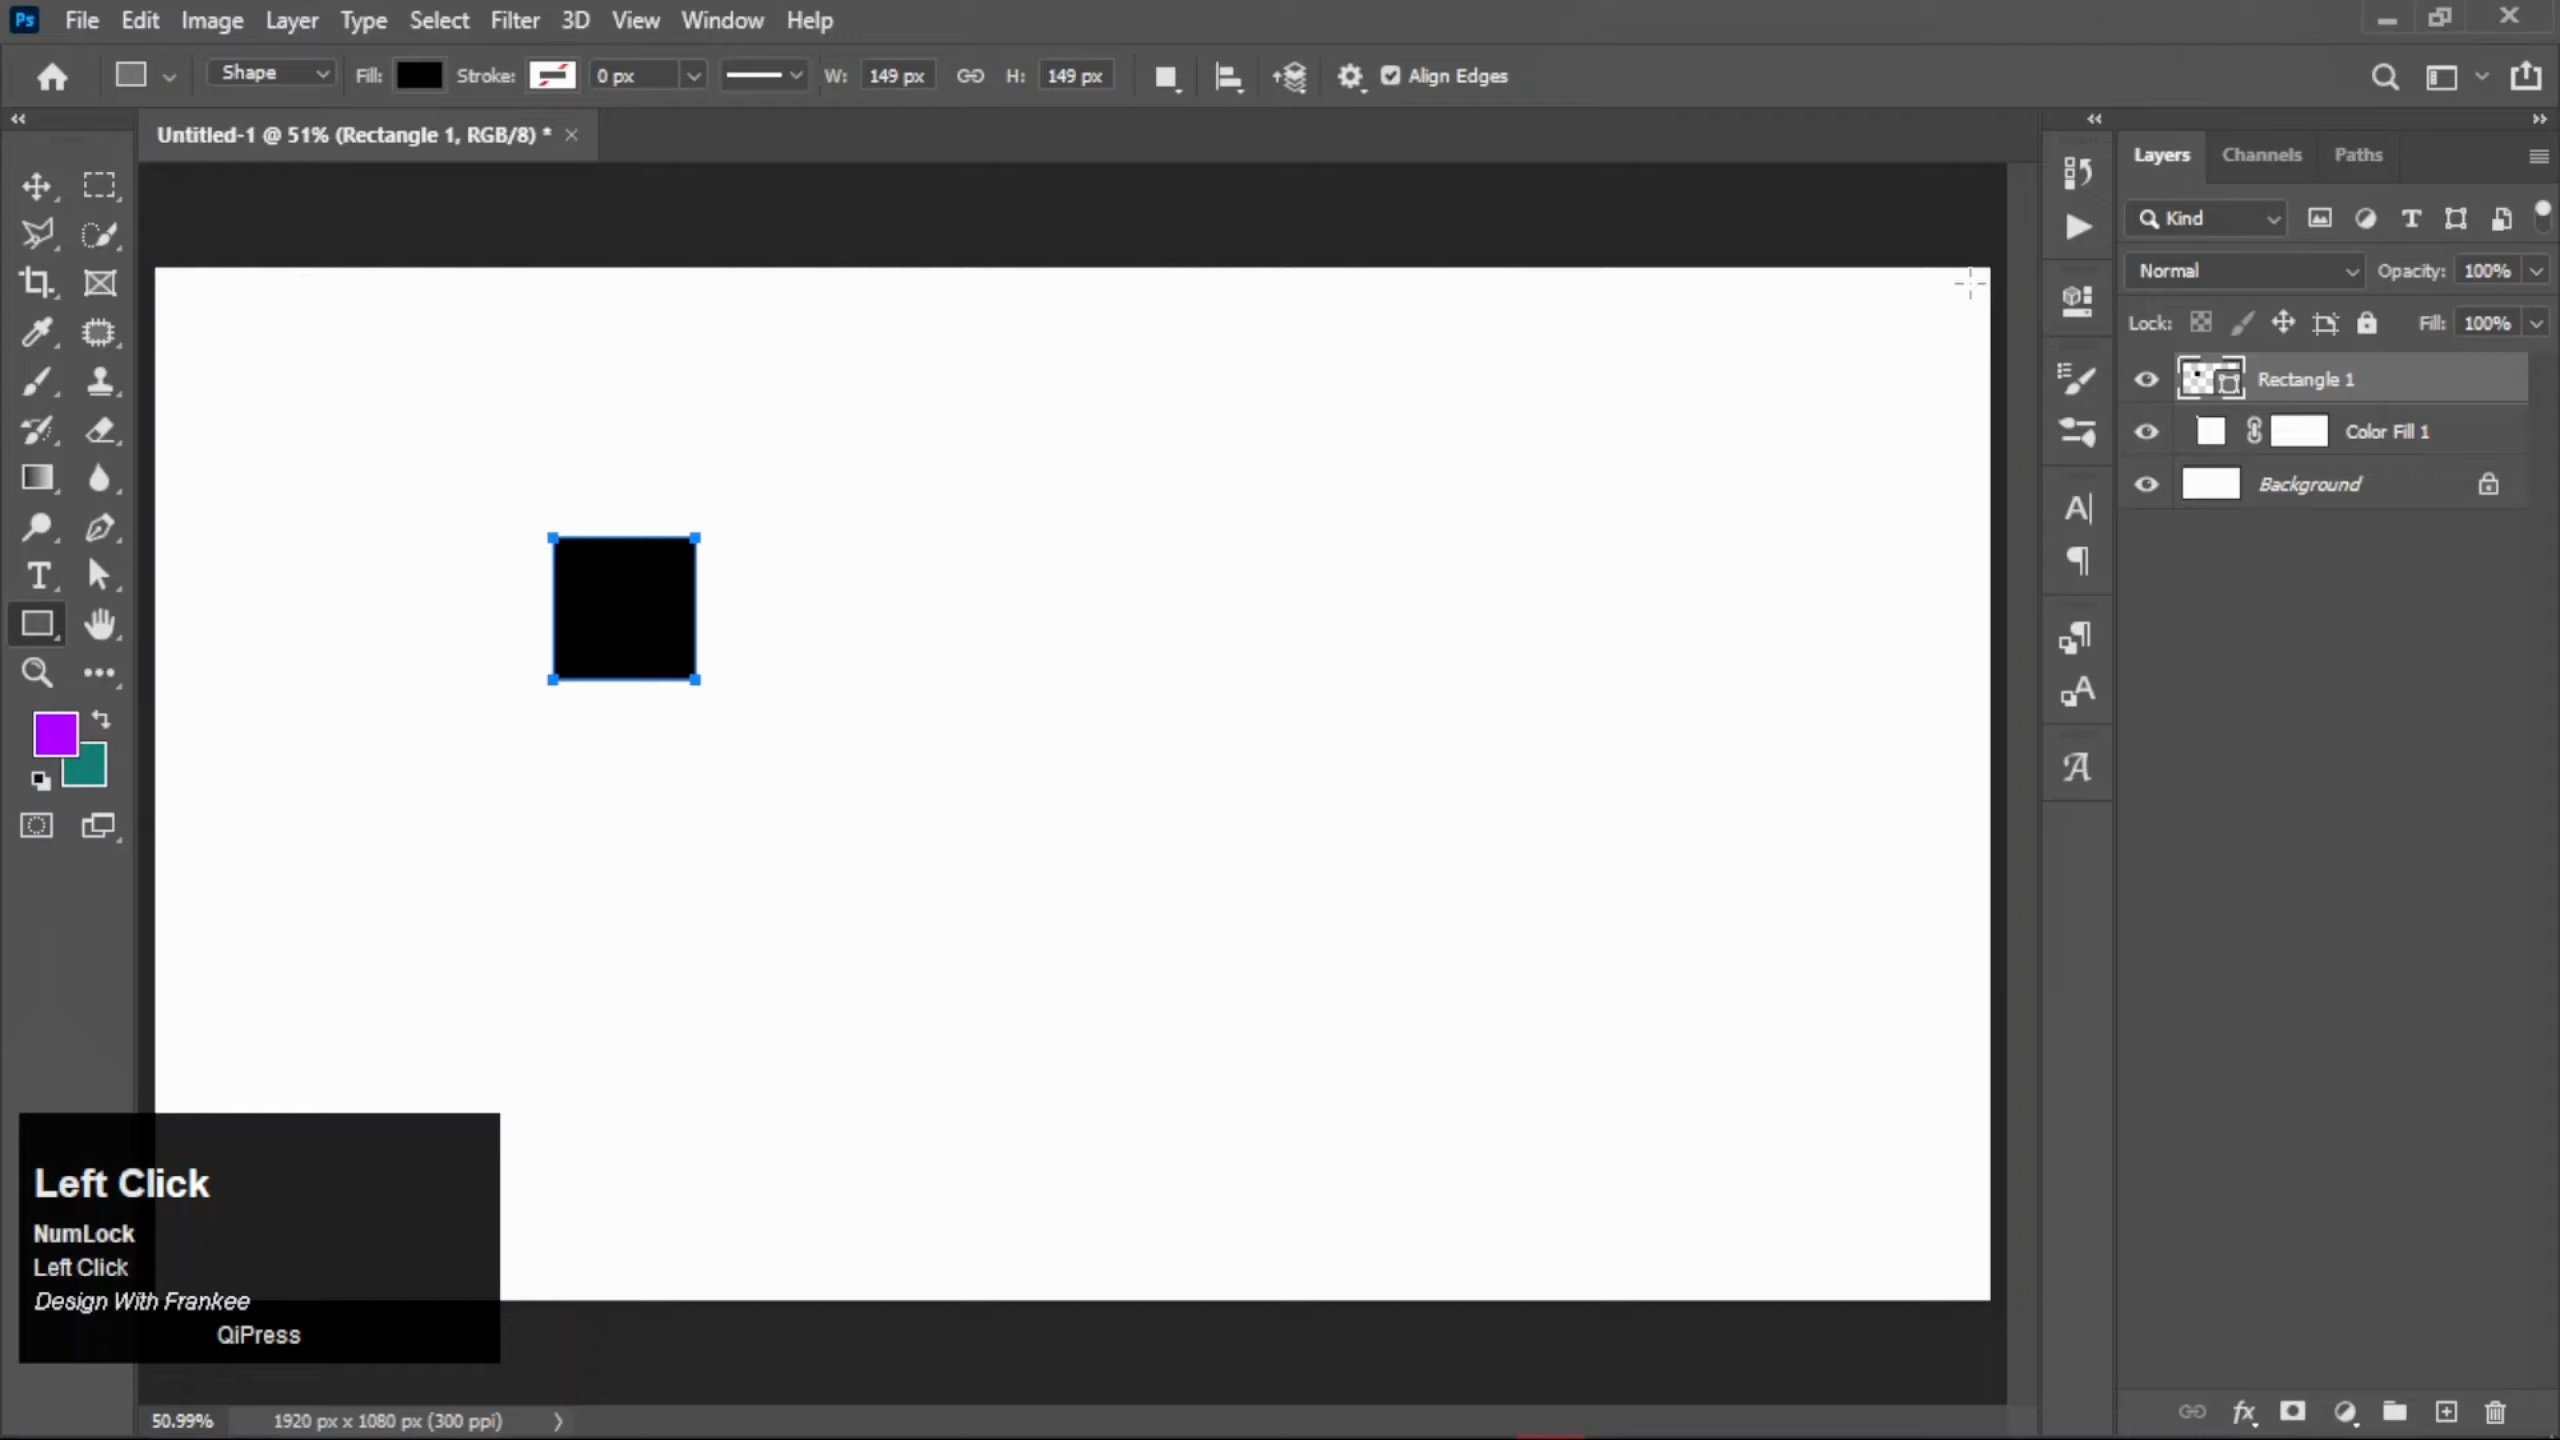 Ps File Edit Image Layer Type Select Filter 3D View Window Help
Shape Fill: Stroke: 0 px W: 149 px H: 149 px Align Edges
Untitled-1 @ 51% (Rectangle 1, RGB/8) * ×
Layers Channels Paths
Kind
Normal Opacity: 100%
Lock: Fill: 100%
Rectangle 1
Color Fill 1
Background
Left Click
NumLock
Left Click
Design With Frankee
QiPress
50.99% 1920 px x 1080 px (300 ppi)